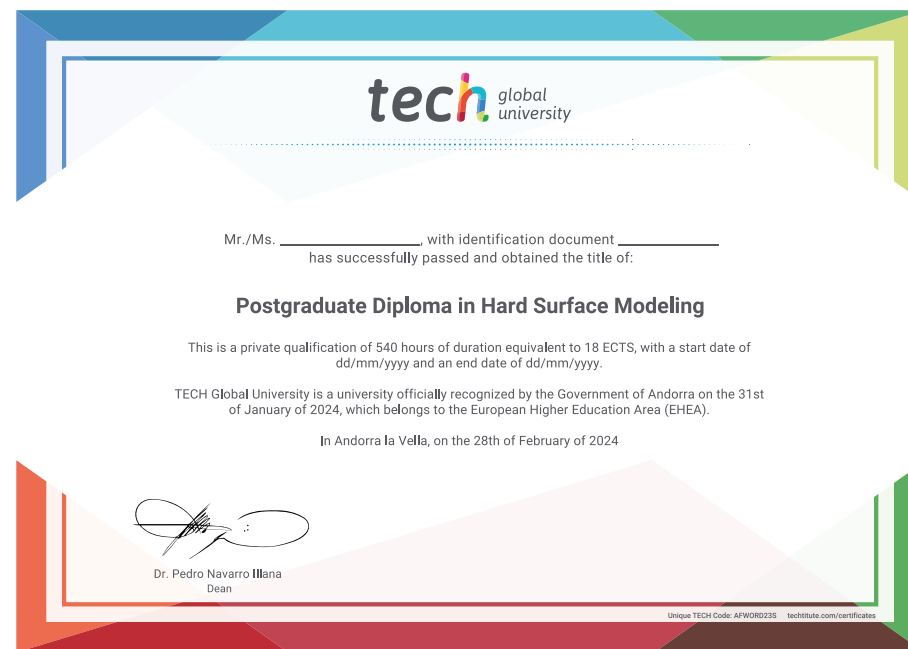 tech global
university
Mr./Ms. ____________________, with identification document ______________
has successfully passed and obtained the title of:
Postgraduate Diploma in Hard Surface Modeling
This is a private qualification of 540 hours of duration equivalent to 18 ECTS, with a start date of
dd/mm/yyyy and an end date of dd/mm/yyyy.
TECH Global University is a university officially recognized by the Government of Andorra on the 31st
of January of 2024, which belongs to the European Higher Education Area (EHEA).
In Andorra la Vella, on the 28th of February of 2024
Dr. Pedro Navarro Illana
Dean
Unique TECH Code: AFWORD23S techtitute.com/certificates